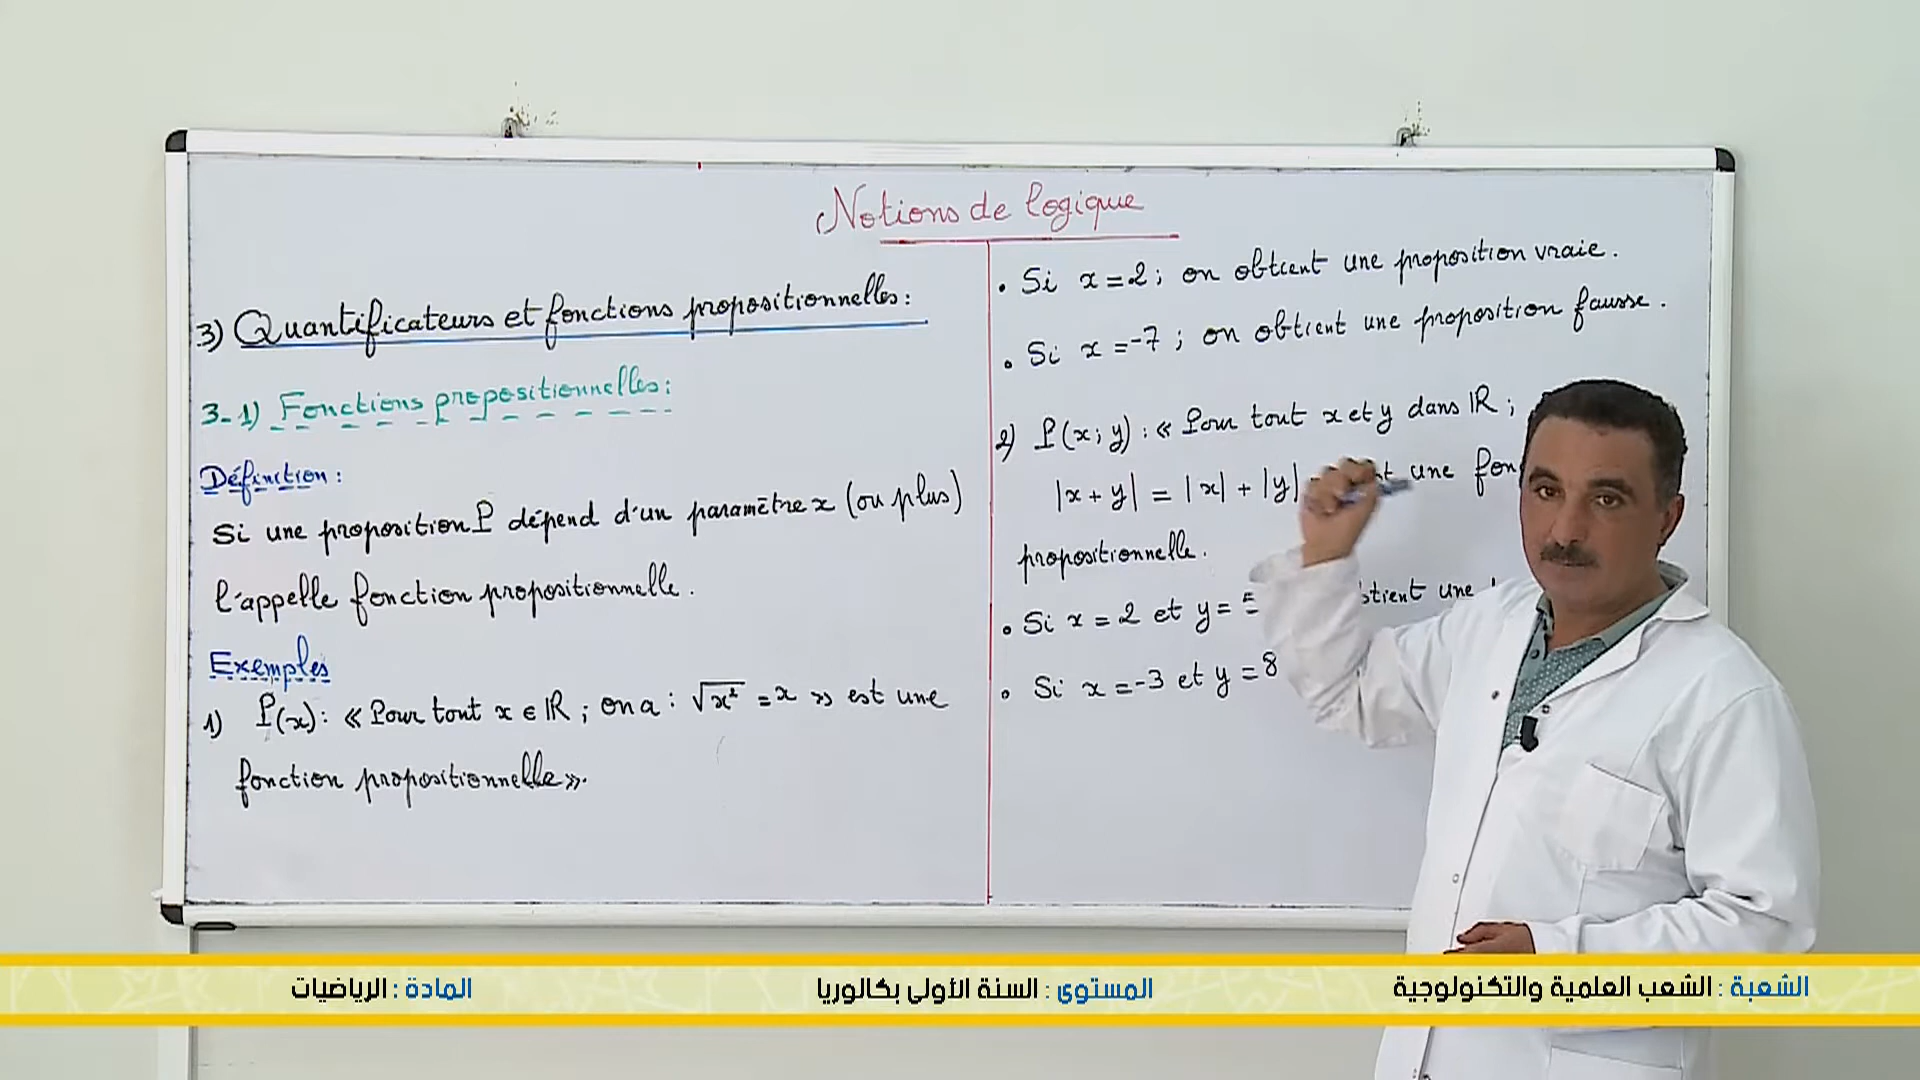 Notions de logique
3) Quantificateurs et fonctions propositionnelles :
3-1) Fonctions propositionnelles :
Définition :
Si une proposition P dépend d'un paramètre x (ou plus)
l'appelle fonction propositionnelle.
Exemples
1) P(x) : « Pour tout x ∈ ℝ ; on a : √x² = x » est une
fonction propositionnelle ».
• Si x = 2 ; on obtient une proposition vraie.
• Si x = -7 ; on obtient une proposition fausse.
2) P(x ; y) : « Pour tout x et y dans ℝ ;
|x + y| = |x| + |y| une
propositionnelle.
• Si x = 2 et y = 5 une
• Si x = -3 et y = 8
المادة : الرياضيات
المستوى : السنة الأولى بكالوريا
الشعبة : الشعب العلمية والتكنولوجية